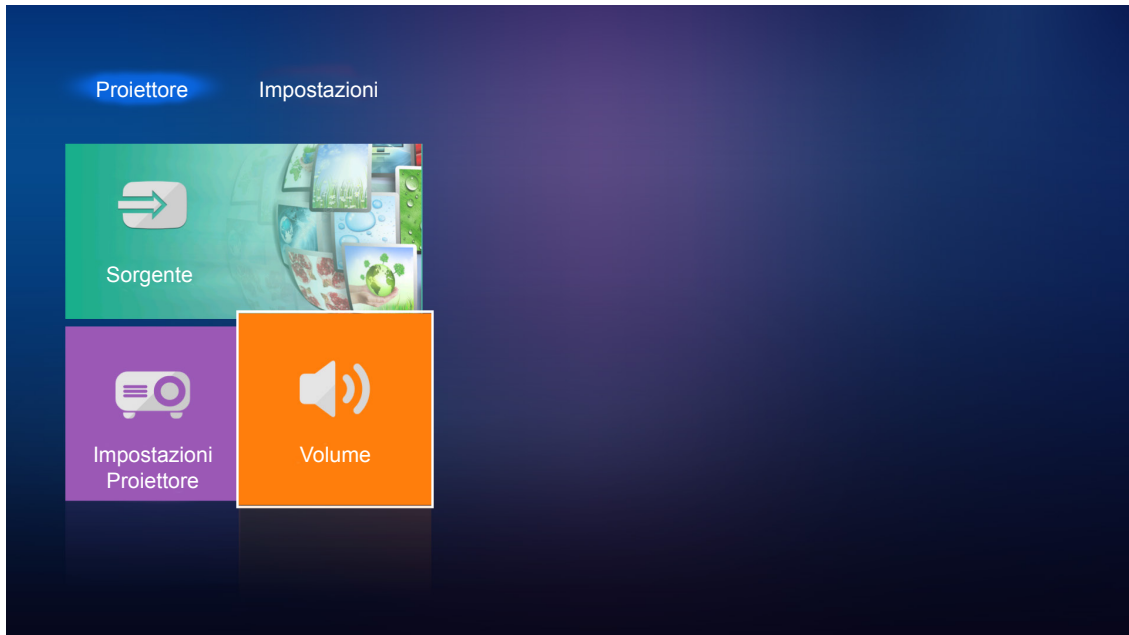 Proiettore
Impostazioni
Sorgente
Impostazioni
Proiettore
Volume